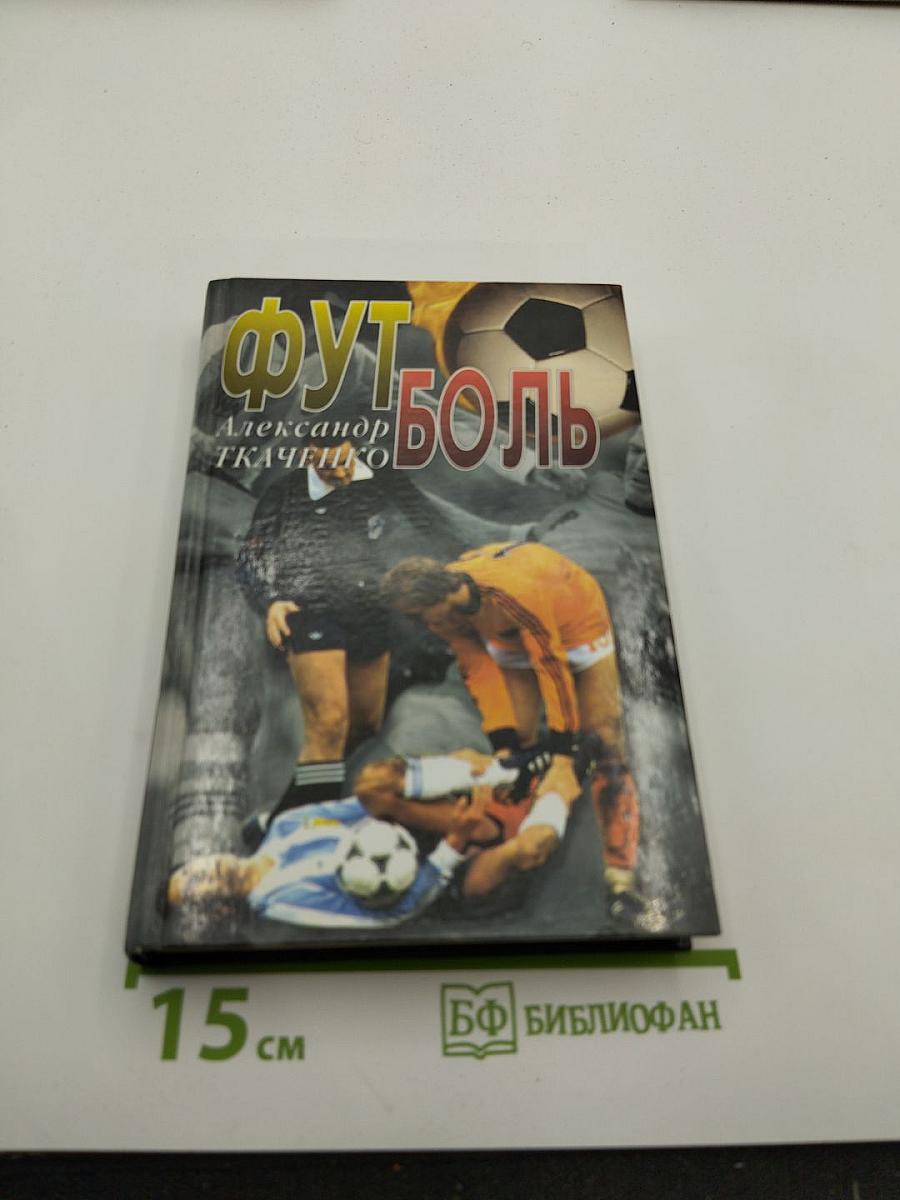 ФУТ
БОЛЬ
Александр
ТКАЧЕНКО
15 см
БФ БИБЛИОФАН